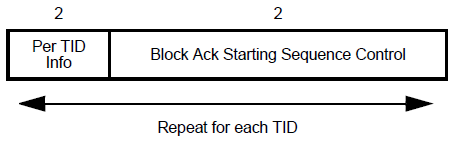 2 2
Per TID
Info
Block Ack Starting Sequence Control
Repeat for each TID